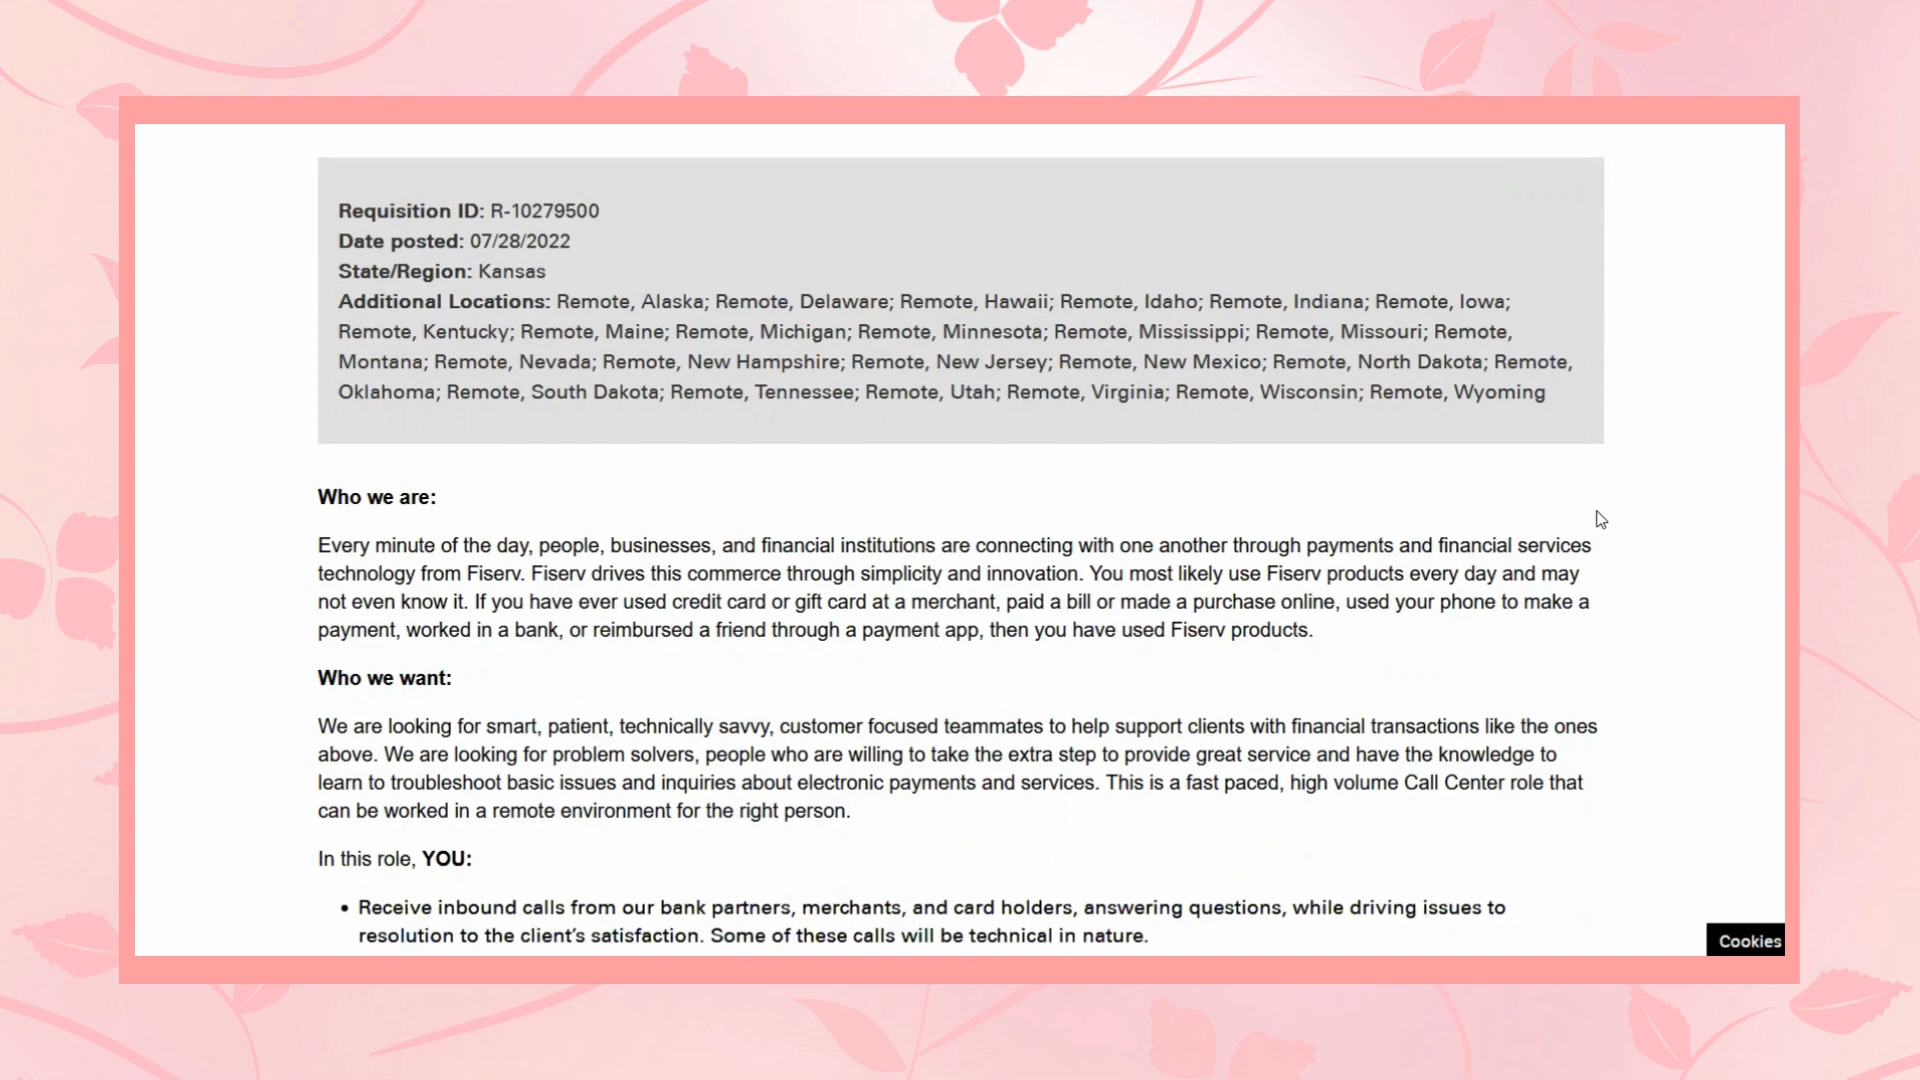 Requisition ID: R-10279500
Date posted: 07/28/2022
State/Region: Kansas
Additional Locations: Remote, Alaska; Remote, Delaware; Remote, Hawaii; Remote, Idaho; Remote, Indiana; Remote, Iowa;
Remote, Kentucky; Remote, Maine; Remote, Michigan; Remote, Minnesota; Remote, Mississippi; Remote, Missouri; Remote,
Montana; Remote, Nevada; Remote, New Hampshire; Remote, New Jersey; Remote, New Mexico; Remote, North Dakota; Remote,
Oklahoma; Remote, South Dakota; Remote, Tennessee; Remote, Utah; Remote, Virginia; Remote, Wisconsin; Remote, Wyoming
Who we are:
Every minute of the day, people, businesses, and financial institutions are connecting with one another through payments and financial services
technology from Fiserv. Fiserv drives this commerce through simplicity and innovation. You most likely use Fiserv products every day and may
not even know it. If you have ever used credit card or gift card at a merchant, paid a bill or made a purchase online, used your phone to make a
payment, worked in a bank, or reimbursed a friend through a payment app, then you have used Fiserv products.
Who we want:
We are looking for smart, patient, technically savvy, customer focused teammates to help support clients with financial transactions like the ones
above. We are looking for problem solvers, people who are willing to take the extra step to provide great service and have the knowledge to
learn to troubleshoot basic issues and inquiries about electronic payments and services. This is a fast paced, high volume Call Center role that
can be worked in a remote environment for the right person.
In this role, YOU:
• Receive inbound calls from our bank partners, merchants, and card holders, answering questions, while driving issues to
resolution to the client's satisfaction. Some of these calls will be technical in nature.
Cookies